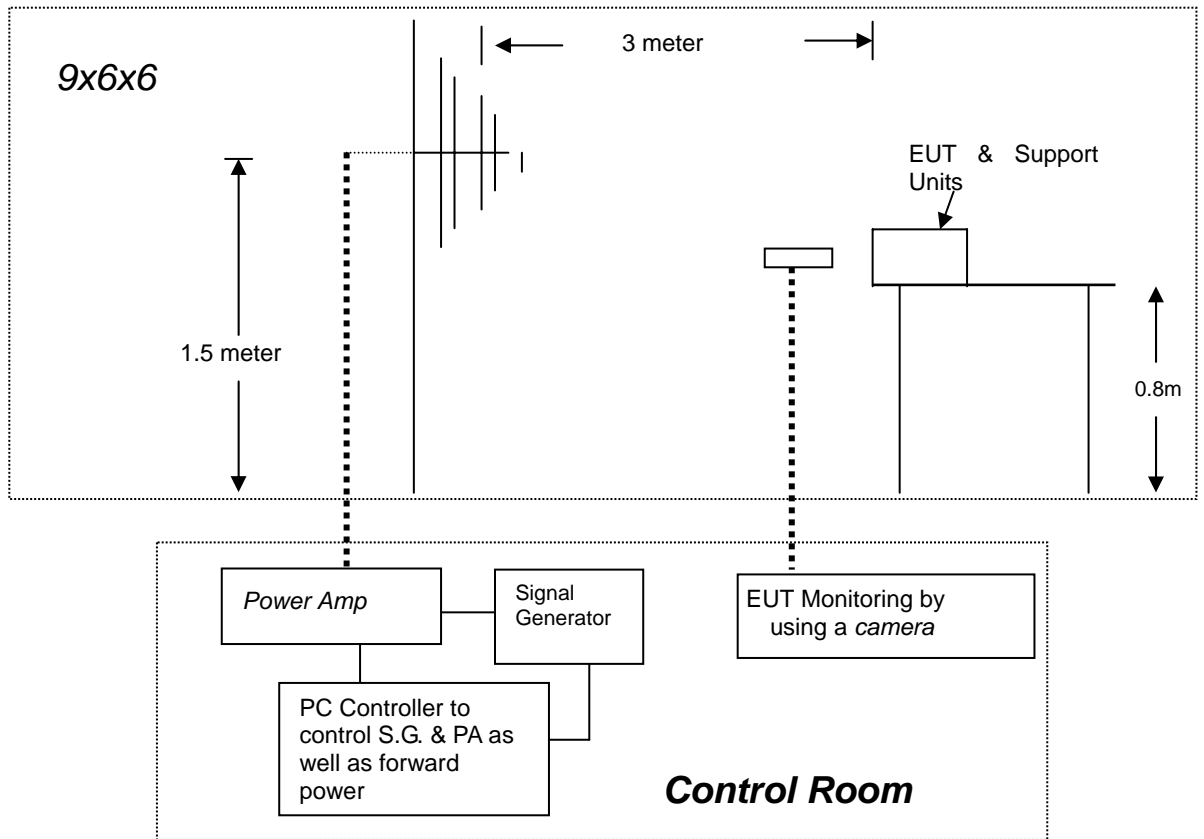 3 meter
9x6x6
EUT & Support
Units
1.5 meter
0.8m
Power Amp
Signal
Generator
EUT Monitoring by
using a camera
PC Controller to
control S.G. & PA as
well as forward
power
Control Room